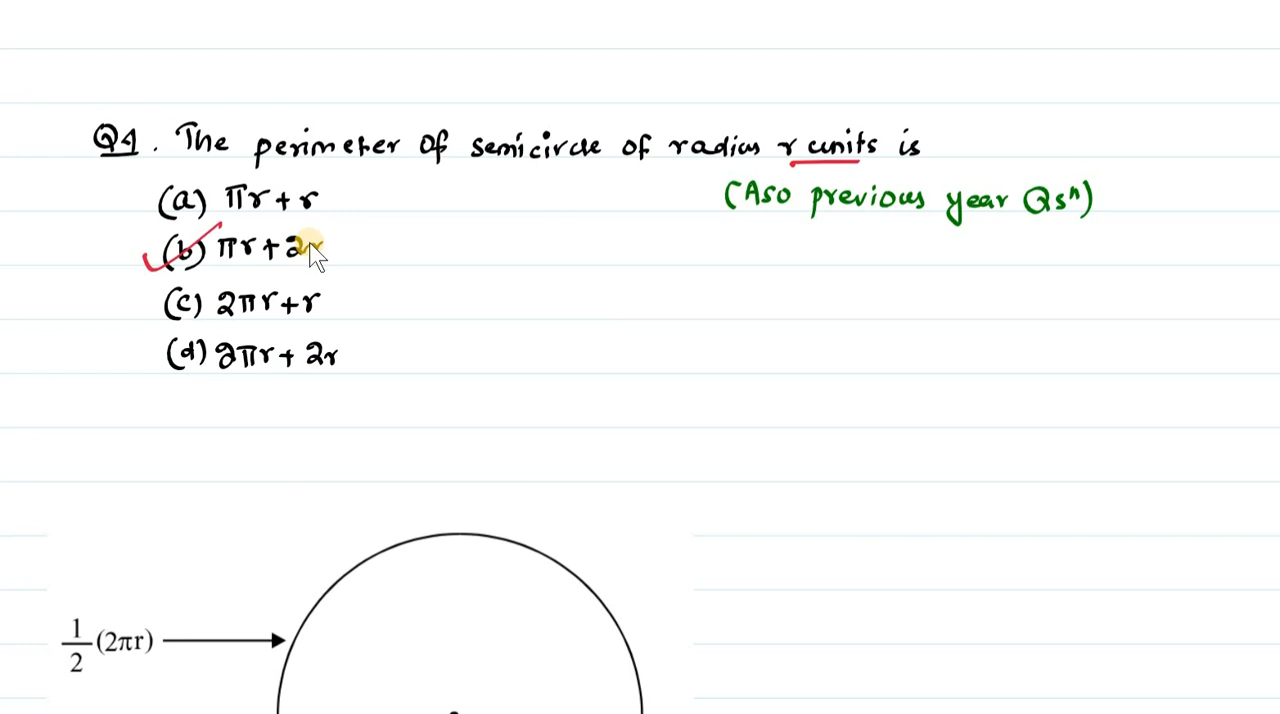 Q4. The perimeter of semicircle of radius r units is
(Aso previous year Qsⁿ)
(a) πr + r
(b) πr + 2r
(c) 2πr + r
(d) 2πr + 2r
1/2 (2πr)